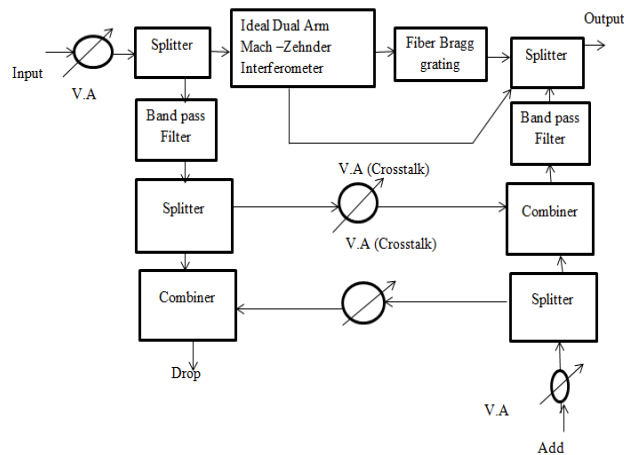 Output
Input
V.A
Splitter
Ideal Dual Arm
Mach –Zehnder
Interferometer
Fiber Bragg
grating
Splitter
Band pass
Filter
Band pass
Filter
V.A (Crosstalk)
Splitter
Combiner
V.A (Crosstalk)
Combiner
Splitter
Drop
V.A
Add